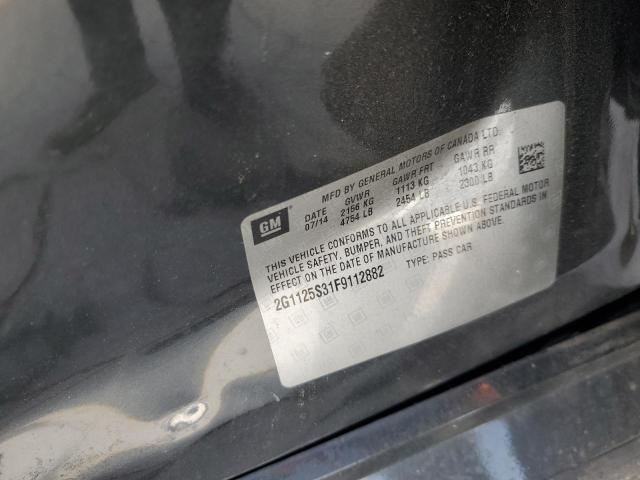 GM
MFD BY GENERAL MOTORS OF CANADA LTD.
DATE GVWR GAWR FRT GAWR RR
07/14 2156 KG 1113 KG 1043 KG
4754 LB 2454 LB 2300 LB
THIS VEHICLE CONFORMS TO ALL APPLICABLE U.S. FEDERAL MOTOR
VEHICLE SAFETY, BUMPER, AND THEFT PREVENTION STANDARDS IN
EFFECT ON THE DATE OF MANUFACTURE SHOWN ABOVE.
2G1125S31F9112882 TYPE: PASS CAR